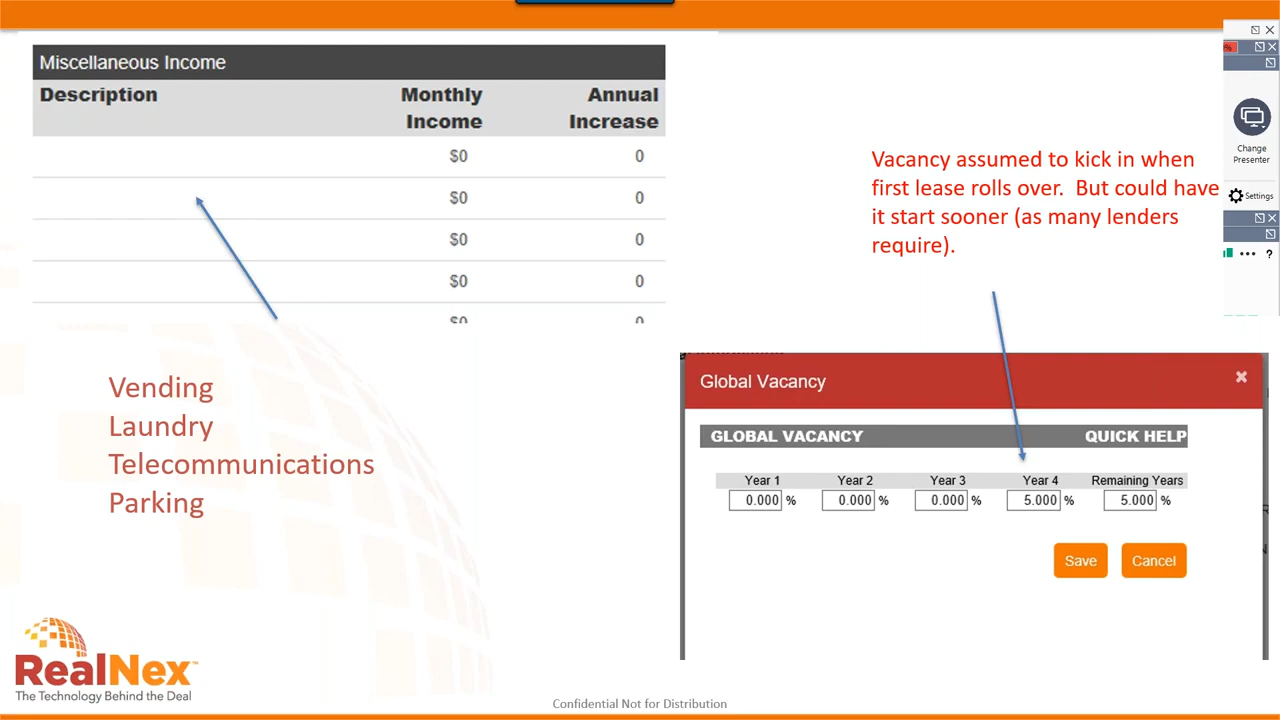 Miscellaneous Income
Description Monthly Income Annual Increase
$0 0
$0 0
$0 0
$0 0
$0 0
Vending
Laundry
Telecommunications
Parking
Vacancy assumed to kick in when
first lease rolls over. But could have
it start sooner (as many lenders
require).
%
Change
Presenter
Settings
?
Global Vacancy
GLOBAL VACANCY QUICK HELP
Year 1 Year 2 Year 3 Year 4 Remaining Years
0.000 % 0.000 % 0.000 % 5.000 % 5.000 %
Save Cancel
RealNex™
The Technology Behind the Deal
Confidential Not for Distribution